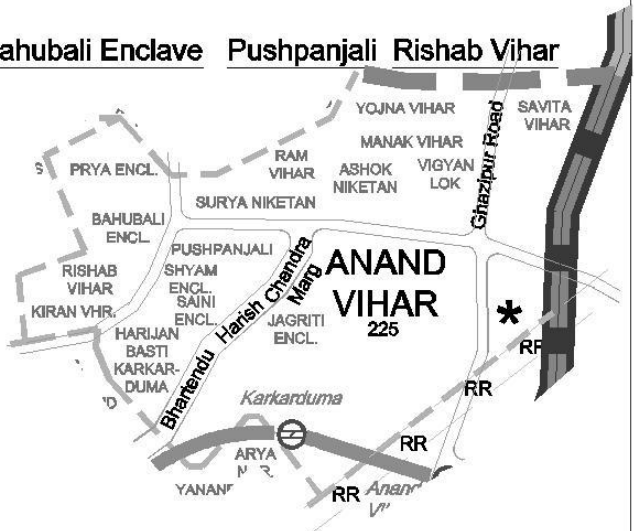 ahubali Enclave Pushpanjali Rishab Vihar
YOJNA VIHAR
SAVITA
VIHAR
MANAK VIHAR
Ghazipur Road
RAM
VIHAR
ASHOK
NIKETAN
VIGYAN
LOK
S
PRYA ENCL.
SURYA NIKETAN
BAHUBALI
ENCL.
PUSHPANJALI
SHYAM
ENCL.
SAINI
ENCL.
RISHAB
VIHAR
KIRAN VHR.
Bhartendu Harish Chandra
Marg
ANAND
VIHAR
225
*
JAGRITI
ENCL.
HARIJAN
BASTI
KARKAR-
DUMA
RR
RR
RR
Karkarduma
ARYA
RR
Anand